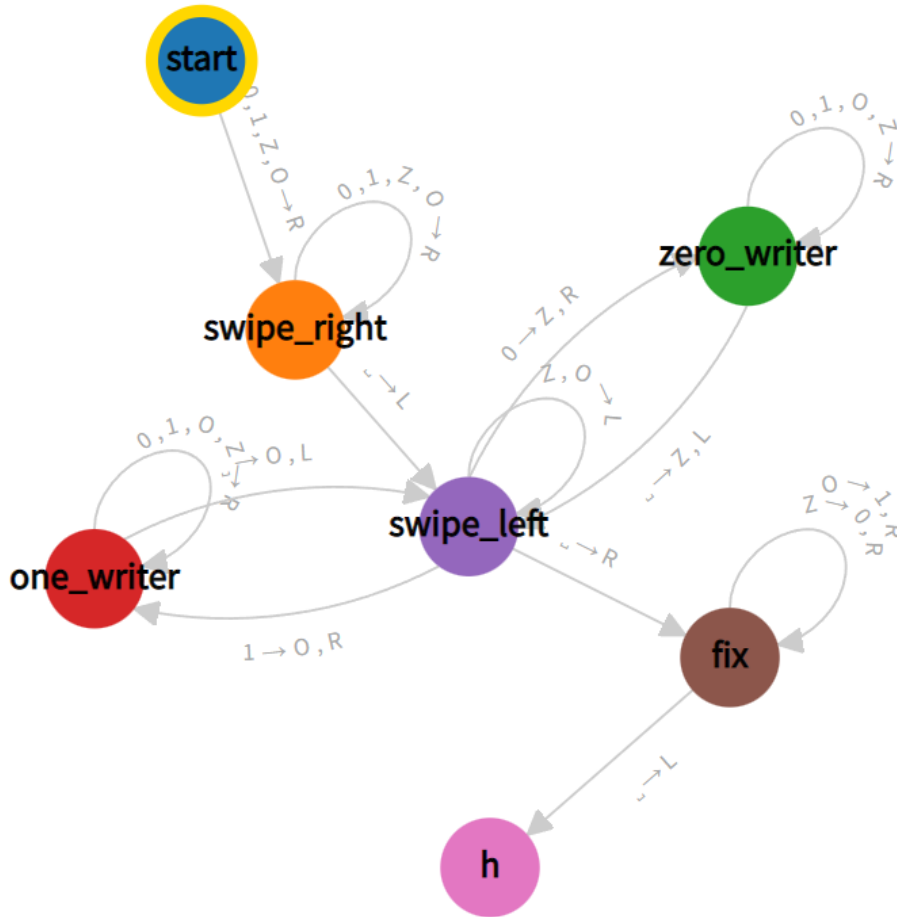 start
0,1,Z,O→R
0,1,Z,O→R
swipe_right
␣→L
0,1,O,Z→R
zero_writer
0→Z,R
Z,O→L
␣→Z,L
swipe_left
0,1,O,Z→R
␣→O,L
one_writer
1→O,R
␣→R
O→1,R
Z→0,R
fix
␣→L
h